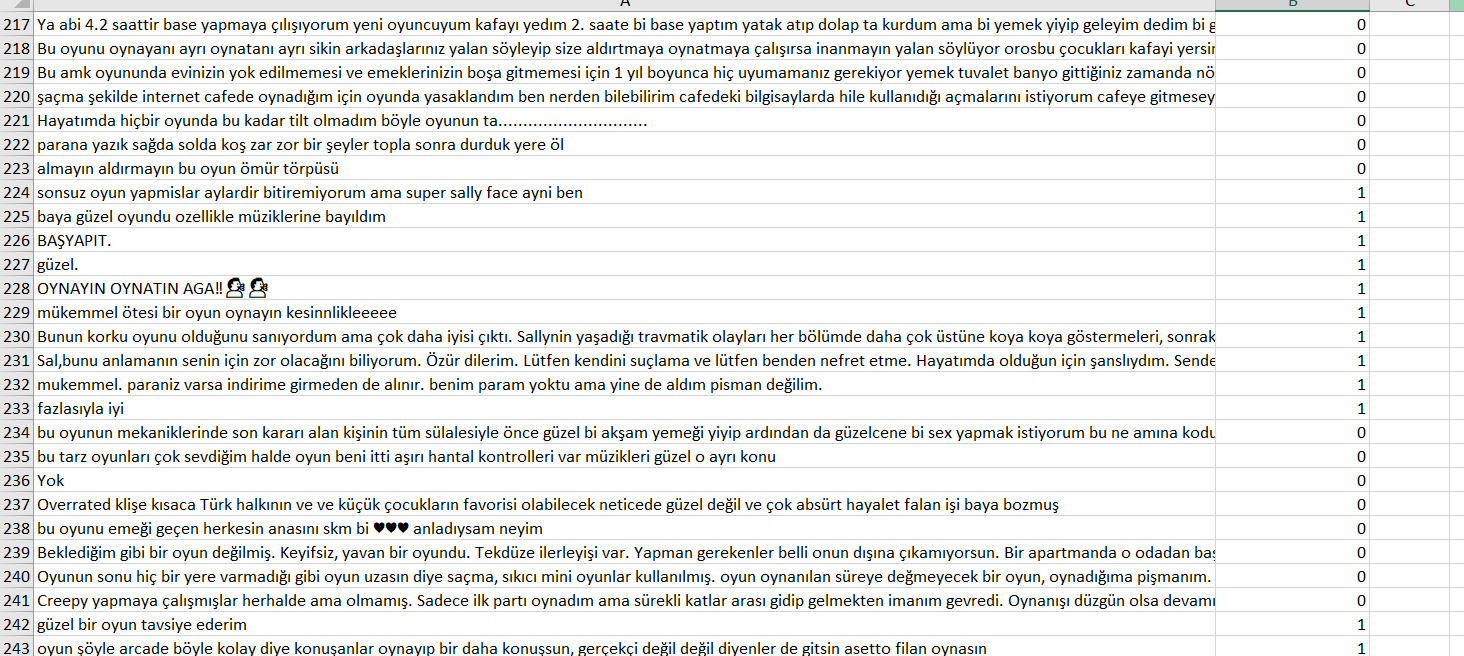 A B C
217 Ya abi 4.2 saattir base yapmaya çılışıyorum yeni oyuncuyum kafayı yedım 2. saate bi base yaptım yatak atıp dolap ta kurdum ama bi yemek yiyip geleyim dedim bi g 0
218 Bu oyunu oynayanı ayrı oynatanı ayrı sikin arkadaşlarınız yalan söyleyip size aldırtmaya oynatmaya çalışırsa inanmayın yalan söylüyor orosbu çocukları kafayi yersin 0
219 Bu amk oyununda evinizin yok edilmemesi ve emeklerinizin boşa gitmemesi için 1 yıl boyunca hiç uyumamanız gerekiyor yemek tuvalet banyo gittiğiniz zamanda nö 0
220 şaçma şekilde internet cafede oynadığım için oyunda yasaklandım ben nerden bilebilirim cafedeki bilgisaylarda hile kullanıdığı açmalarını istiyorum cafeye gitmesey 0
221 Hayatımda hiçbir oyunda bu kadar tilt olmadım böyle oyunun ta.............................. 0
222 parana yazık sağda solda koş zar zor bir şeyler topla sonra durduk yere öl 0
223 almayın aldırmayın bu oyun ömür törpüsü 0
224 sonsuz oyun yapmislar aylardir bitiremiyorum ama super sally face ayni ben 1
225 baya güzel oyundu ozellikle müziklerine bayıldım 1
226 BAŞYAPIT. 1
227 güzel. 1
228 OYNAYIN OYNATIN AGA!! 1
229 mükemmel ötesi bir oyun oynayın kesinnlikleeeee 1
230 Bunun korku oyunu olduğunu sanıyordum ama çok daha iyisi çıktı. Sallynin yaşadığı travmatik olayları her bölümde daha çok üstüne koya koya göstermeleri, sonrak 1
231 Sal,bunu anlamanın senin için zor olacağını biliyorum. Özür dilerim. Lütfen kendini suçlama ve lütfen benden nefret etme. Hayatımda olduğun için şanslıydım. Sende 1
232 mukemmel. paraniz varsa indirime girmeden de alınır. benim param yoktu ama yine de aldım pisman değilim. 1
233 fazlasıyla iyi 1
234 bu oyunun mekaniklerinde son kararı alan kişinin tüm sülalesiyle önce güzel bi akşam yemeği yiyip ardından da güzelcene bi sex yapmak istiyorum bu ne amına kodu 0
235 bu tarz oyunları çok sevdiğim halde oyun beni itti aşırı hantal kontrolleri var müzikleri güzel o ayrı konu 0
236 Yok 0
237 Overrated klişe kısaca Türk halkının ve ve küçük çocukların favorisi olabilecek neticede güzel değil ve çok absürt hayalet falan işi baya bozmuş 0
238 bu oyunu emeği geçen herkesin anasını skm bi ♥♥♥ anladıysam neyim 0
239 Beklediğim gibi bir oyun değilmiş. Keyifsiz, yavan bir oyundu. Tekdüze ilerleyişi var. Yapman gerekenler belli onun dışına çıkamıyorsun. Bir apartmanda o odadan baş 0
240 Oyunun sonu hiç bir yere varmadığı gibi oyun uzasın diye saçma, sıkıcı mini oyunlar kullanılmış. oyun oynanılan süreye değmeyecek bir oyun, oynadığıma pişmanım. 0
241 Creepy yapmaya çalışmışlar herhalde ama olmamış. Sadece ilk partı oynadım ama sürekli katlar arası gidip gelmekten imanım gevredi. Oynanışı düzgün olsa devamı 0
242 güzel bir oyun tavsiye ederim 1
243 oyun şöyle arcade böyle kolay diye konuşanlar oynayıp bir daha konuşsun, gerçekçi değil değil diyenler de gitsin asetto filan oynasın 1